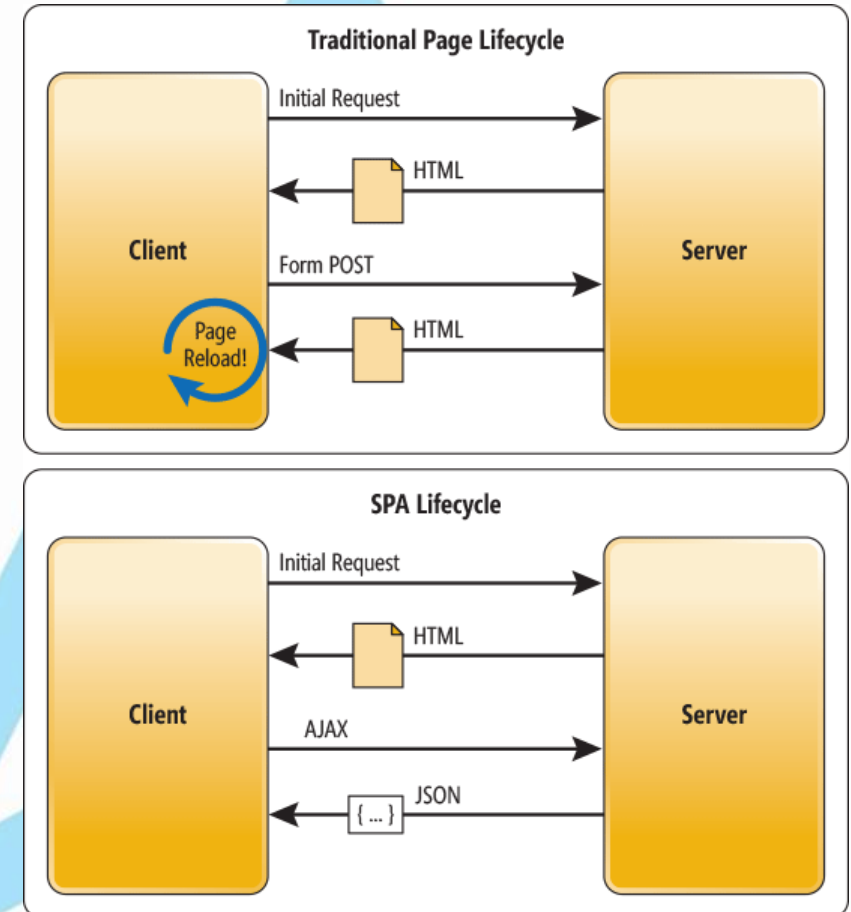 Traditional Page Lifecycle
Initial Request
HTML
Client
Server
Form POST
HTML
Page
Reload!
SPA Lifecycle
Initial Request
HTML
Client
Server
AJAX
JSON
{ ... }